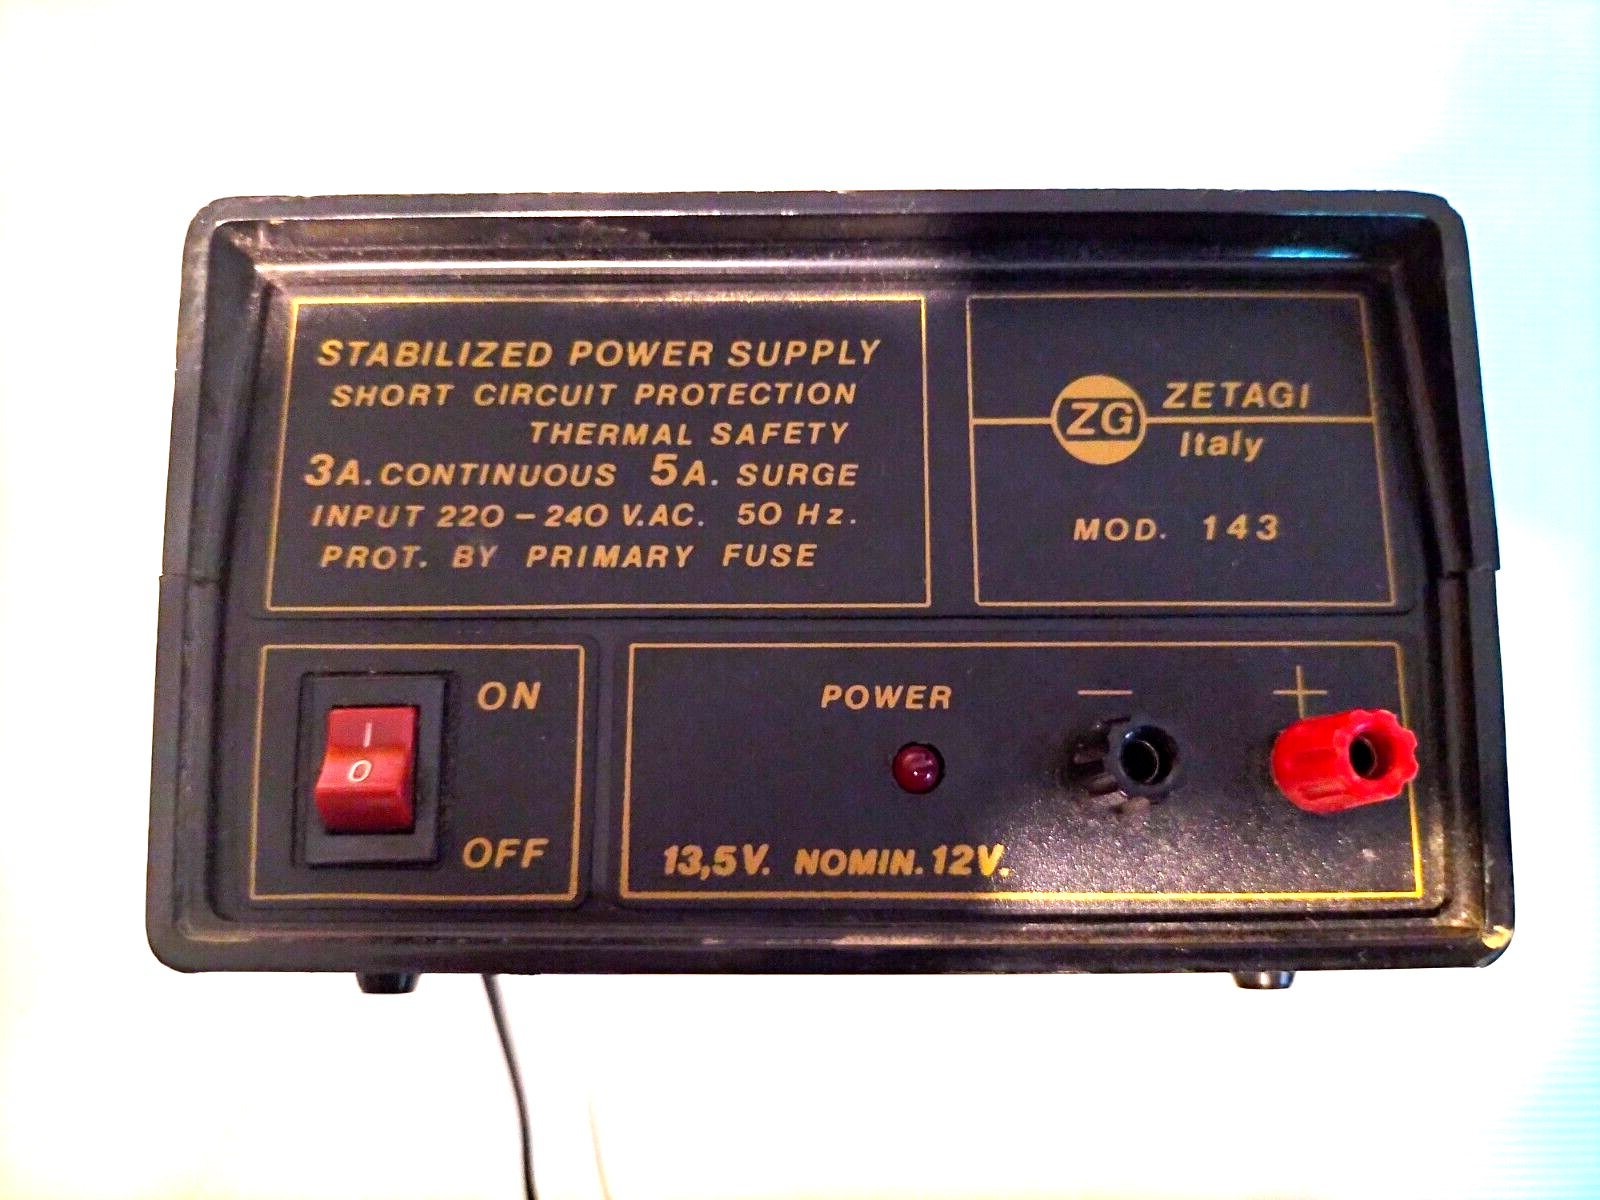 STABILIZED POWER SUPPLY
SHORT CIRCUIT PROTECTION
THERMAL SAFETY
3A. CONTINUOUS 5A. SURGE
INPUT 220 - 240 V.AC. 50 Hz.
PROT. BY PRIMARY FUSE
ZG ZETAGI
Italy
MOD. 143
ON
I
O
OFF
POWER
— +
13,5V. NOMIN. 12V.